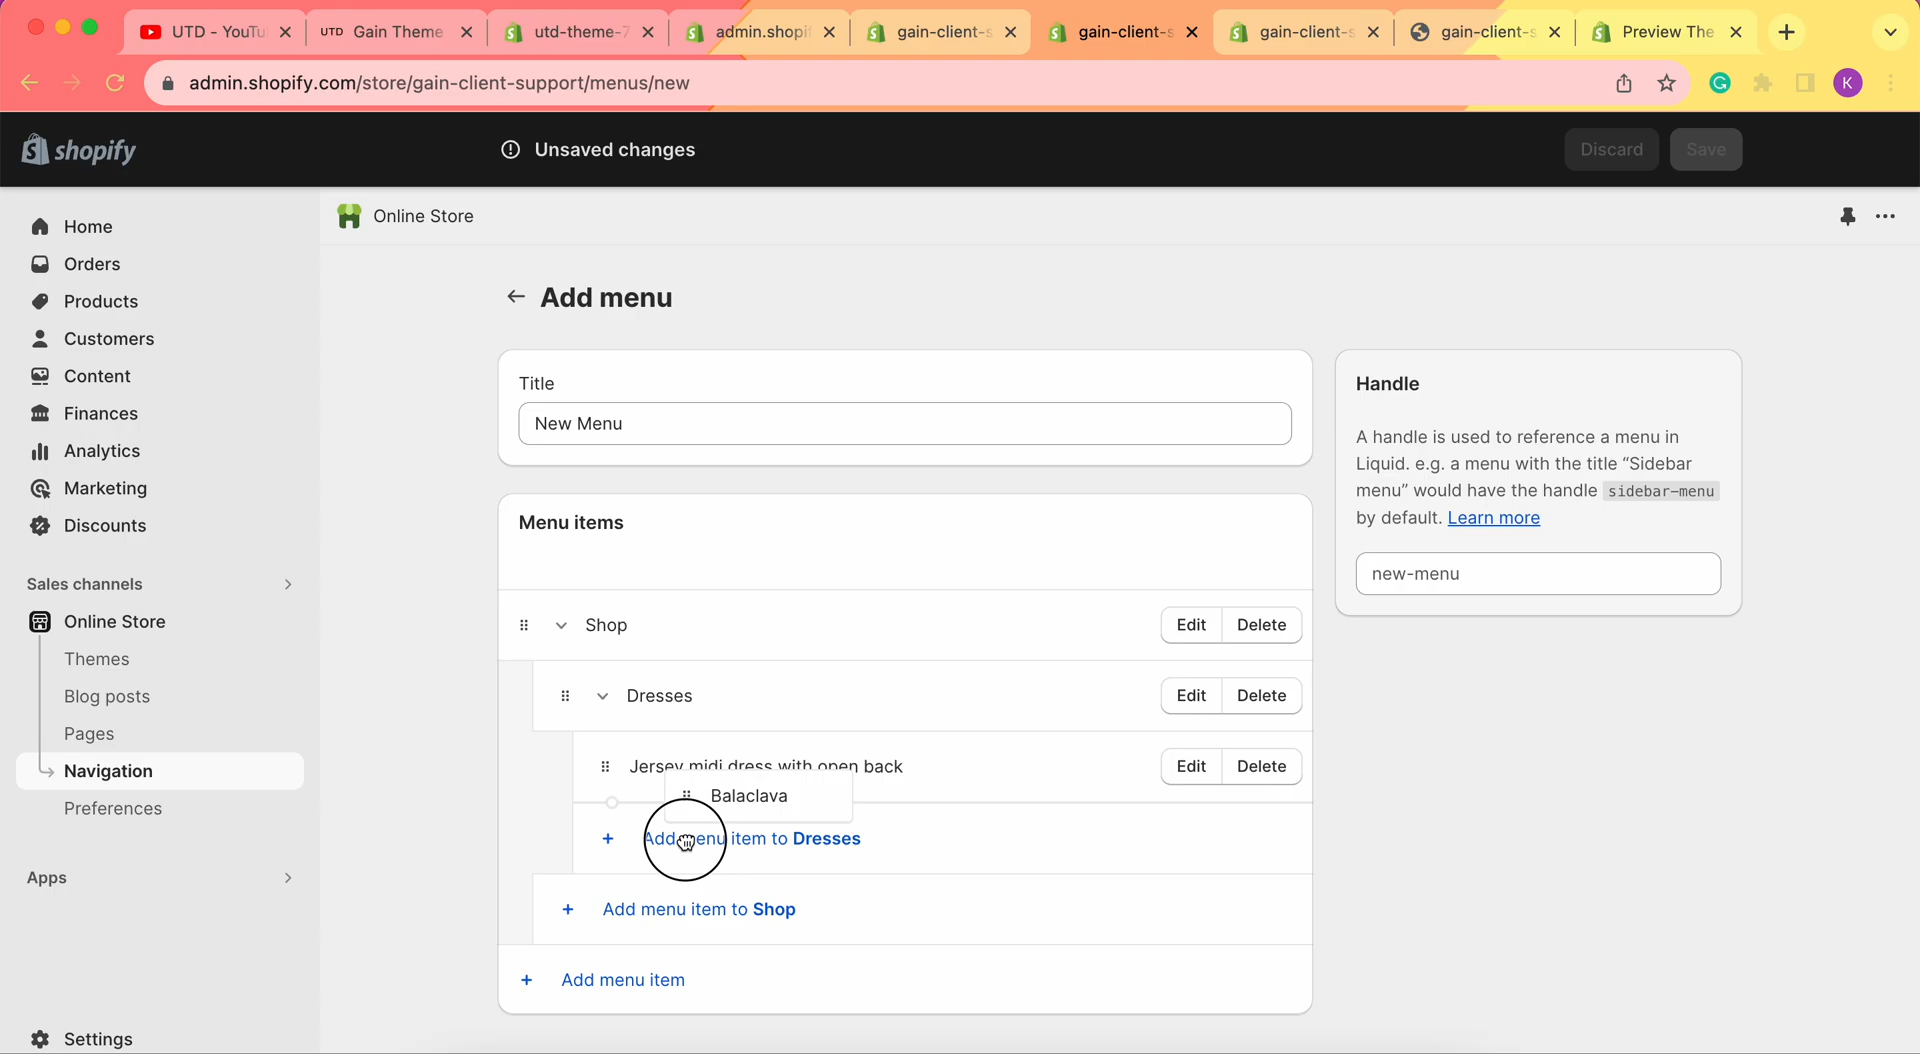 UTD - YouTu
UTD Gain Theme
utd-theme-7
admin.shopif
gain-client-s
gain-client-s
gain-client-s
gain-client-s
Preview The
admin.shopify.com/store/gain-client-support/menus/new
K
shopify
Unsaved changes
Discard
Save
Home
Orders
Products
Customers
Content
Finances
Analytics
Marketing
Discounts
Sales channels
Online Store
Themes
Blog posts
Pages
Navigation
Preferences
Apps
Settings
Online Store
Add menu
Title
New Menu
Menu items
Shop
Edit
Delete
Dresses
Edit
Delete
Jersey midi dress with open back
Edit
Delete
Balaclava
Add menu item to Dresses
Add menu item to Shop
Add menu item
Handle
A handle is used to reference a menu in
Liquid. e.g. a menu with the title “Sidebar
menu” would have the handle sidebar-menu
by default. Learn more
new-menu